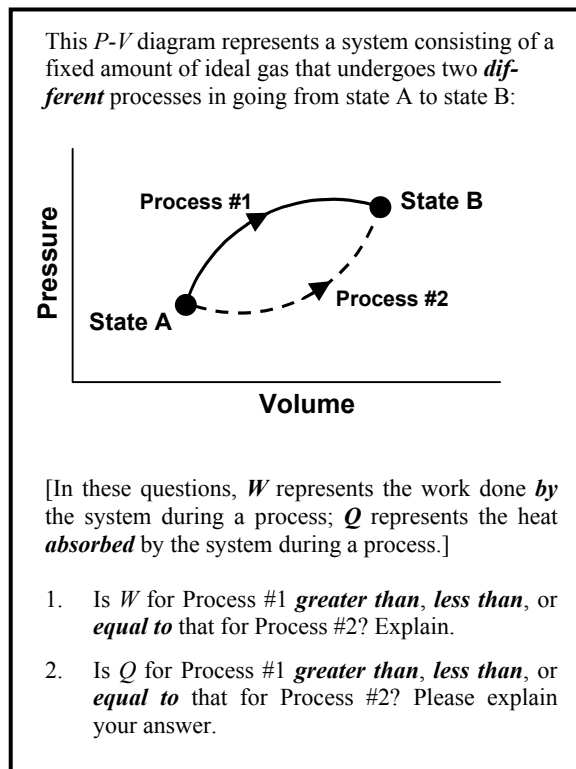 This P-V diagram represents a system consisting of a
fixed amount of ideal gas that undergoes two dif-
ferent processes in going from state A to state B:
Process #1
State B
Pressure
Process #2
State A
Volume
[In these questions, W represents the work done by
the system during a process; Q represents the heat
absorbed by the system during a process.]
1. Is W for Process #1 greater than, less than, or
equal to that for Process #2? Explain.
2. Is Q for Process #1 greater than, less than, or
equal to that for Process #2? Please explain
your answer.